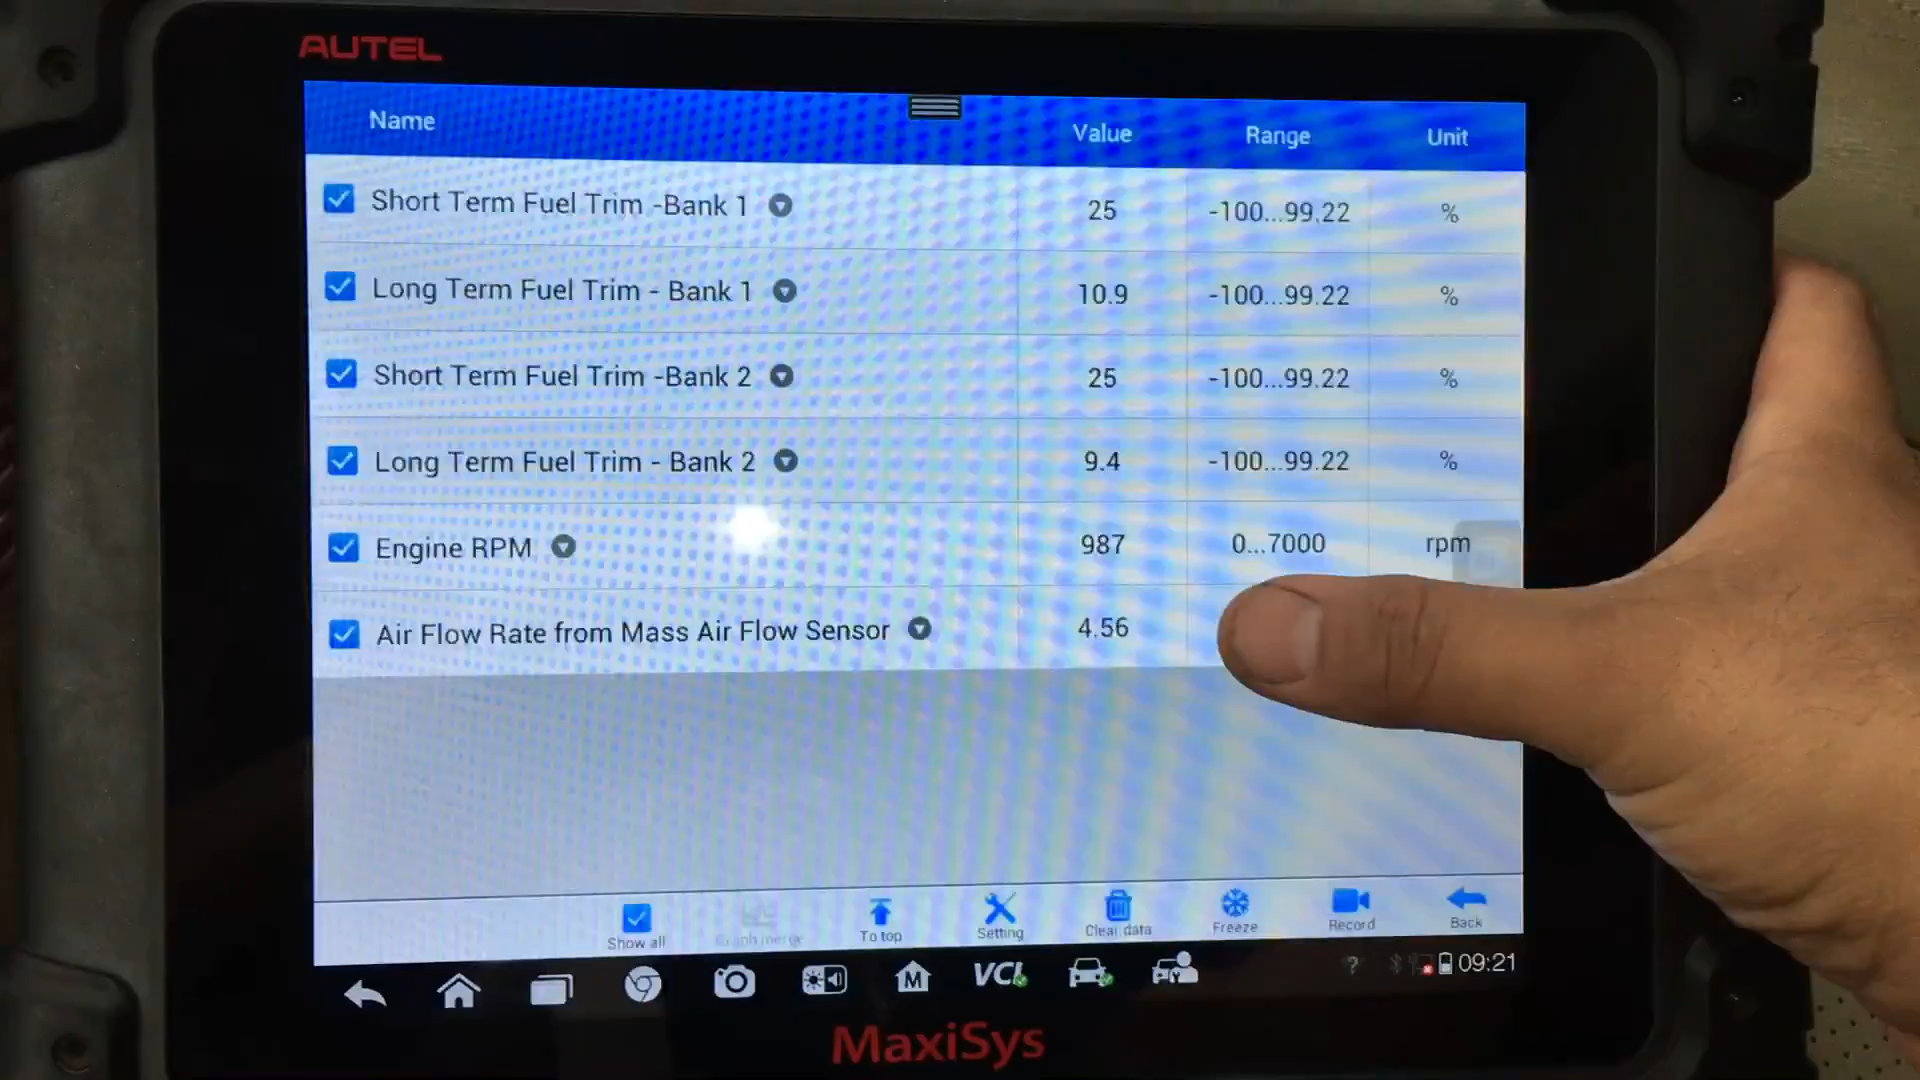 AUTEL
Name Value Range Unit
Short Term Fuel Trim -Bank 1 25 -100...99.22 %
Long Term Fuel Trim - Bank 1 10.9 -100...99.22 %
Short Term Fuel Trim -Bank 2 25 -100...99.22 %
Long Term Fuel Trim - Bank 2 9.4 -100...99.22 %
Engine RPM 987 0...7000 rpm
Air Flow Rate from Mass Air Flow Sensor 4.56
Show all Graph merge To top Setting Clear data Freeze Record Back
M VCI ? 09:21
MaxiSys